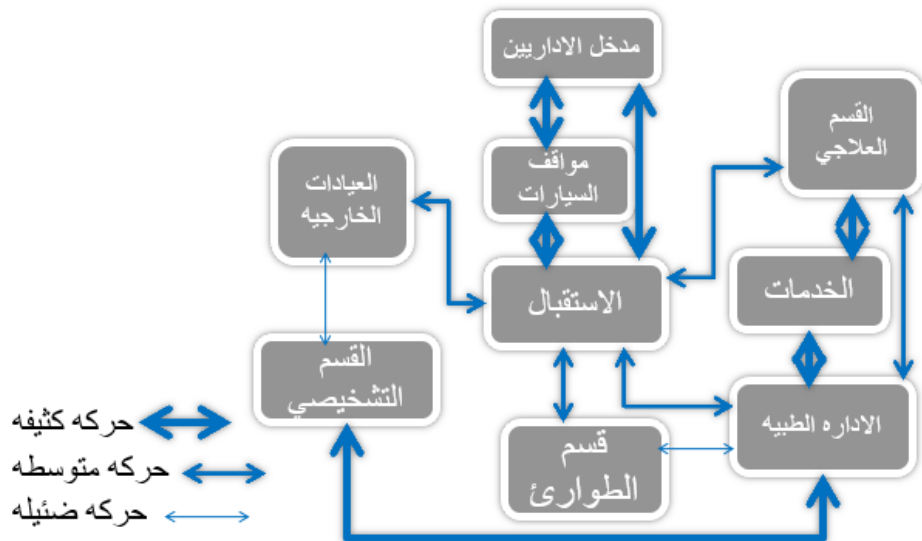 مدخل الاداريين
القسم
العلاجي
مواقف
السيارات
العيادات
الخارجيه
الخدمات
الاستقبال
القسم
التشخيصي
الاداره الطبيه
قسم
الطوارئ
حركه كثيفه
حركه متوسطه
حركه ضئيله